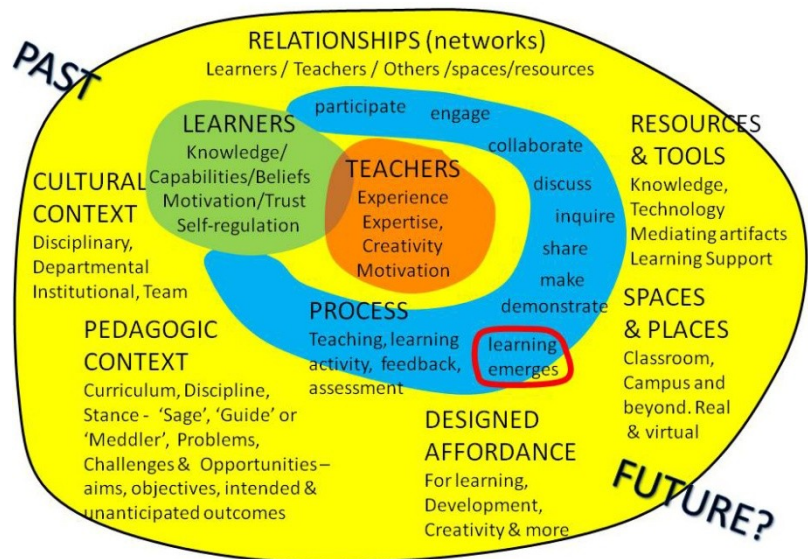 PAST
RELATIONSHIPS (networks)
Learners / Teachers / Others /spaces/resources
participate
engage
collaborate
discuss
inquire
share
make
demonstrate
learning
emerges
LEARNERS
Knowledge/
Capabilities/Beliefs
Motivation/Trust
Self-regulation
TEACHERS
Experience
Expertise,
Creativity
Motivation
RESOURCES
& TOOLS
Knowledge,
Technology
Mediating artifacts
Learning Support
CULTURAL
CONTEXT
Disciplinary,
Departmental
Institutional, Team
PROCESS
Teaching, learning
activity, feedback,
assessment
SPACES
& PLACES
Classroom,
Campus and
beyond. Real
& virtual
PEDAGOGIC
CONTEXT
Curriculum, Discipline,
Stance - ‘Sage’, ‘Guide’ or
‘Meddler’, Problems,
Challenges & Opportunities–
aims, objectives, intended &
unanticipated outcomes
DESIGNED
AFFORDANCE
For learning,
Development,
Creativity & more
FUTURE?